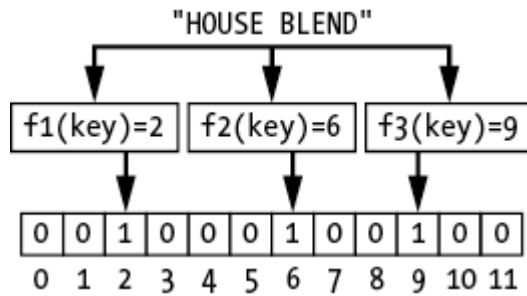 "HOUSE BLEND"
f1(key)=2 f2(key)=6 f3(key)=9
0 0 1 0 0 0 1 0 0 1 0 0
0 1 2 3 4 5 6 7 8 9 10 11